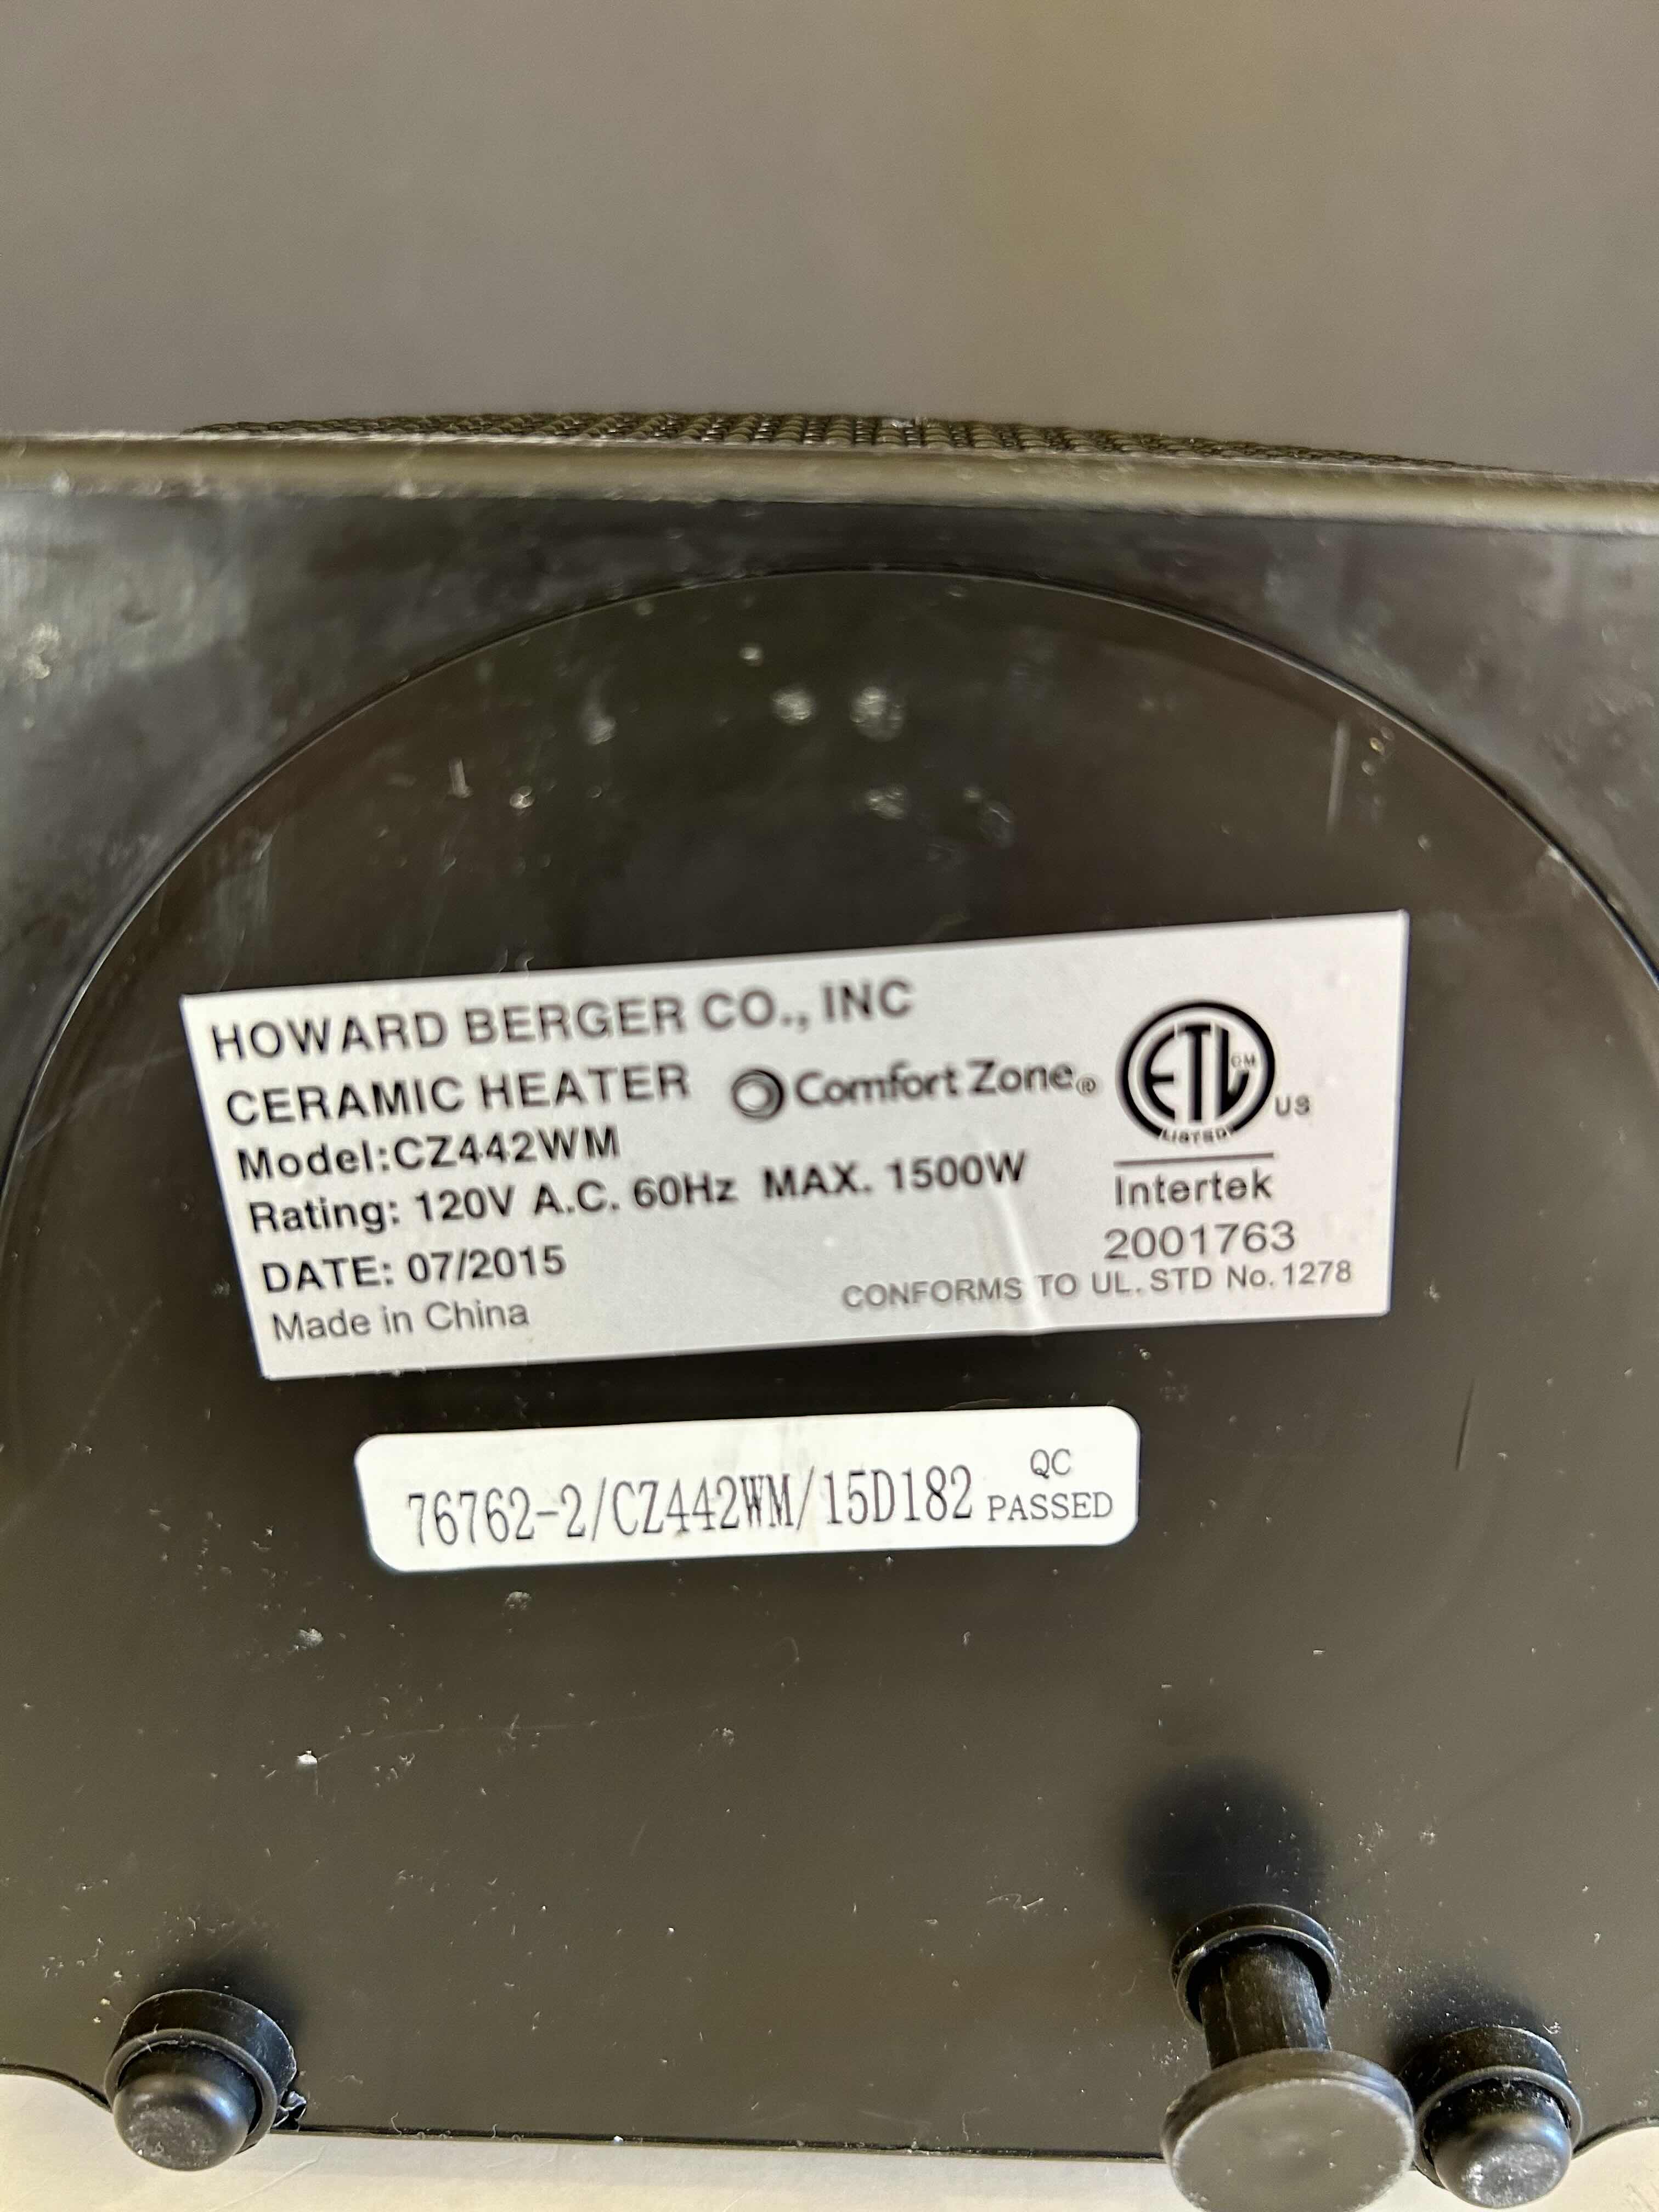 HOWARD BERGER CO., INC
CERAMIC HEATER Comfort Zone®
Model:CZ442WM
Rating: 120V A.C. 60Hz MAX. 1500W
DATE: 07/2015
Made in China
ETL CM
LISTED
US
Intertek
2001763
CONFORMS TO UL. STD No. 1278
76762-2/CZ442WM/15D182 QC PASSED